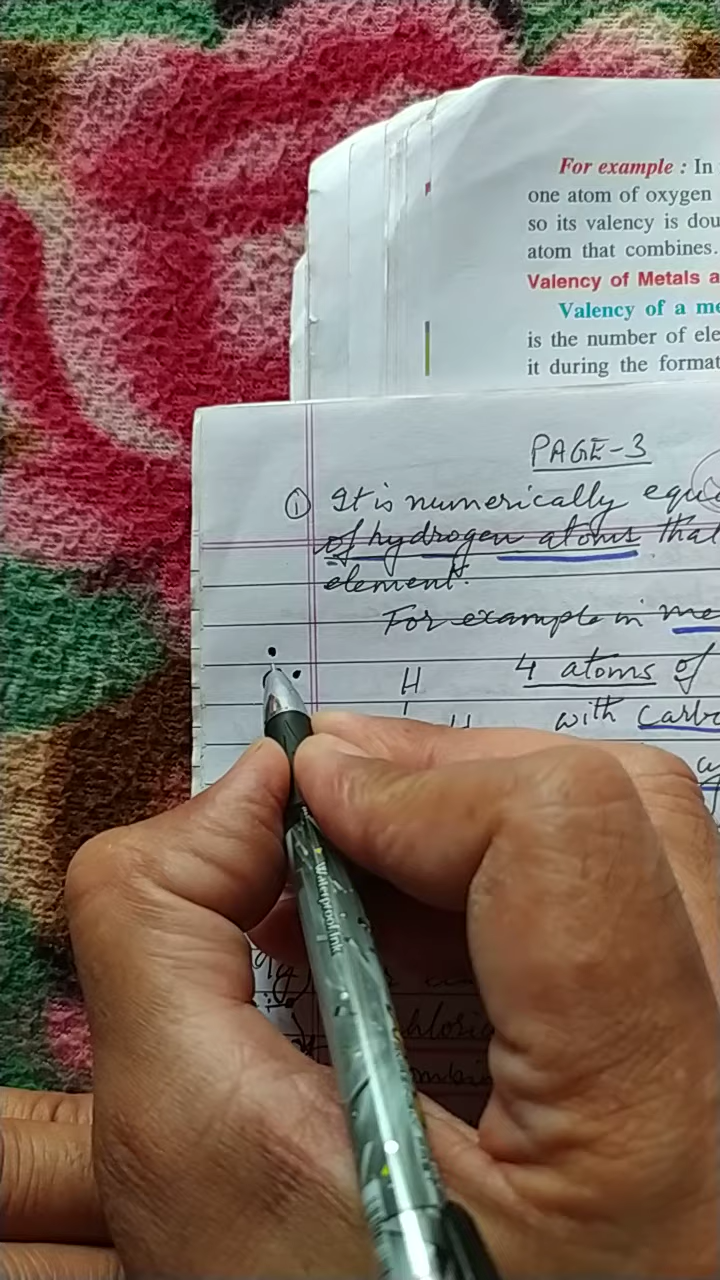 For example : In
one atom of oxygen
so its valency is dou
atom that combines.
Valency of Metals a
Valency of a me
is the number of ele
it during the format
PAGE-3
① It is numerically equ
of hydrogen atoms that
element.
For example in me
H 4 atoms of
H with carbo
Waterproof Ink